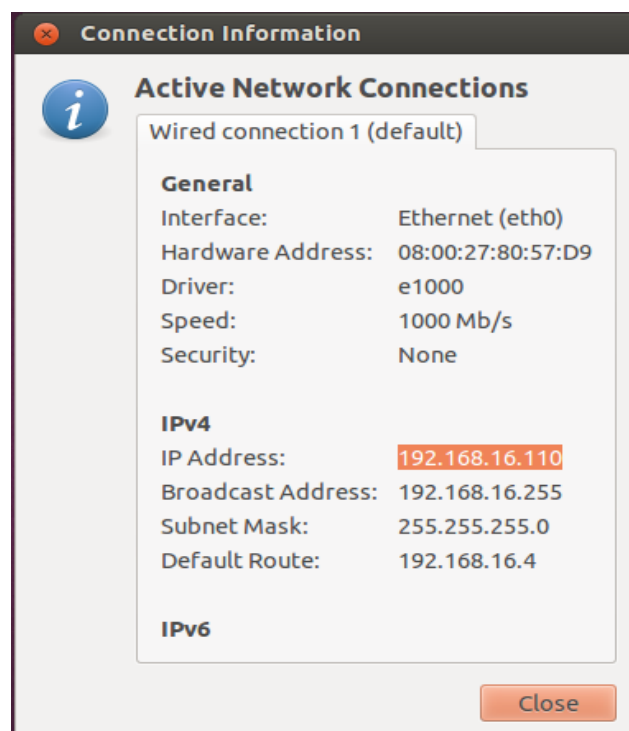 Connection Information
Active Network Connections
Wired connection 1 (default)
General
Interface: Ethernet (eth0)
Hardware Address: 08:00:27:80:57:D9
Driver: e1000
Speed: 1000 Mb/s
Security: None
IPv4
IP Address: 192.168.16.110
Broadcast Address: 192.168.16.255
Subnet Mask: 255.255.255.0
Default Route: 192.168.16.4
IPv6
Close